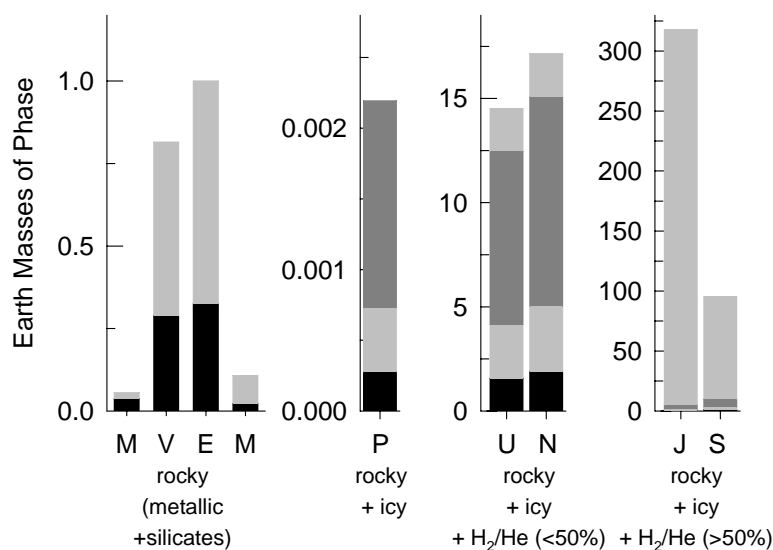 Earth Masses of Phase
1.0
0.5
0.0
M V E M
rocky
(metallic
+silicates)
0.002
0.001
0.000
P
rocky
+ icy
15
10
5
0
U N
rocky
+ icy
+ H₂/He (<50%)
300
250
200
150
100
50
0
J S
rocky
+ icy
+ H₂/He (>50%)